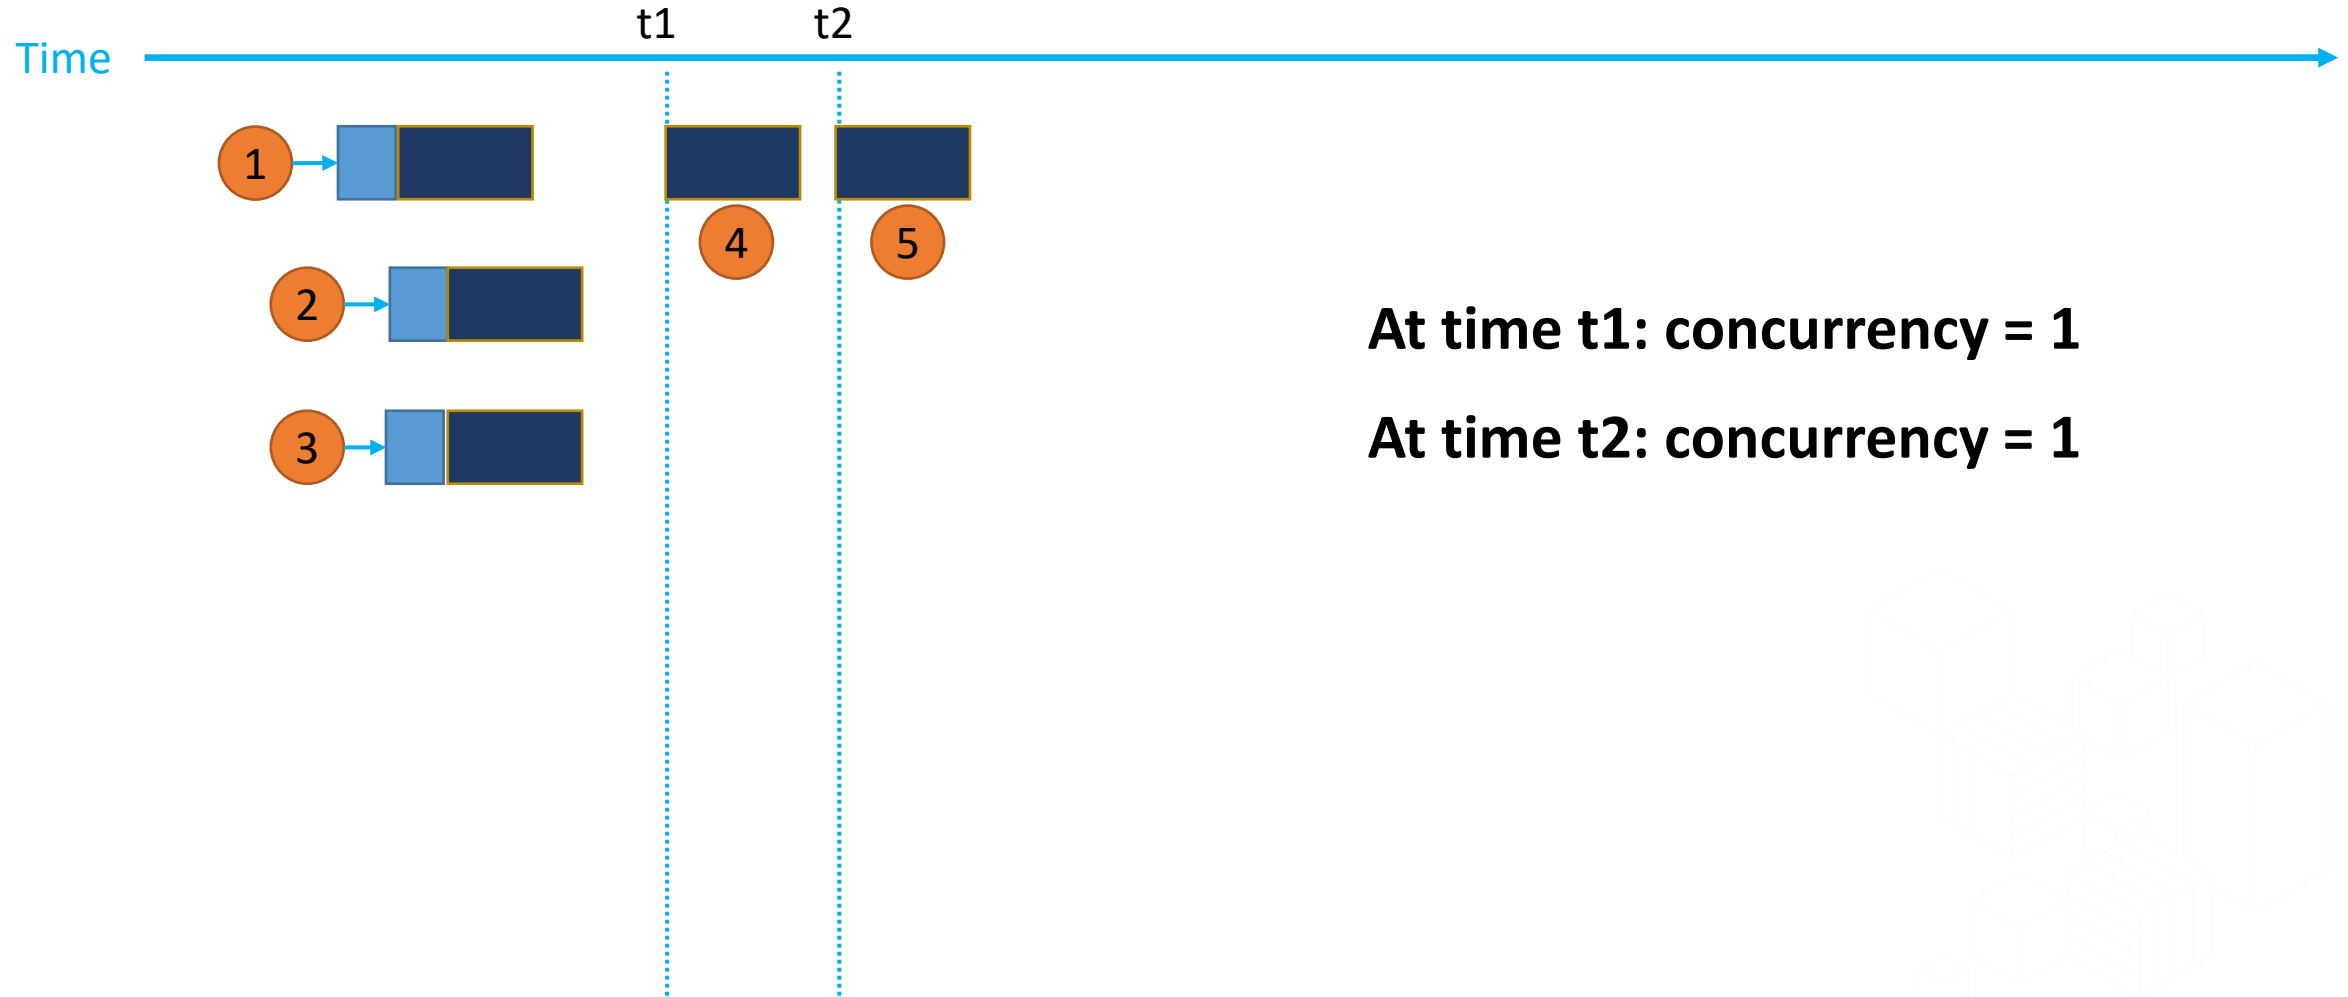 t1 t2
Time
1
4 5
2
At time t1: concurrency = 1
At time t2: concurrency = 1
3